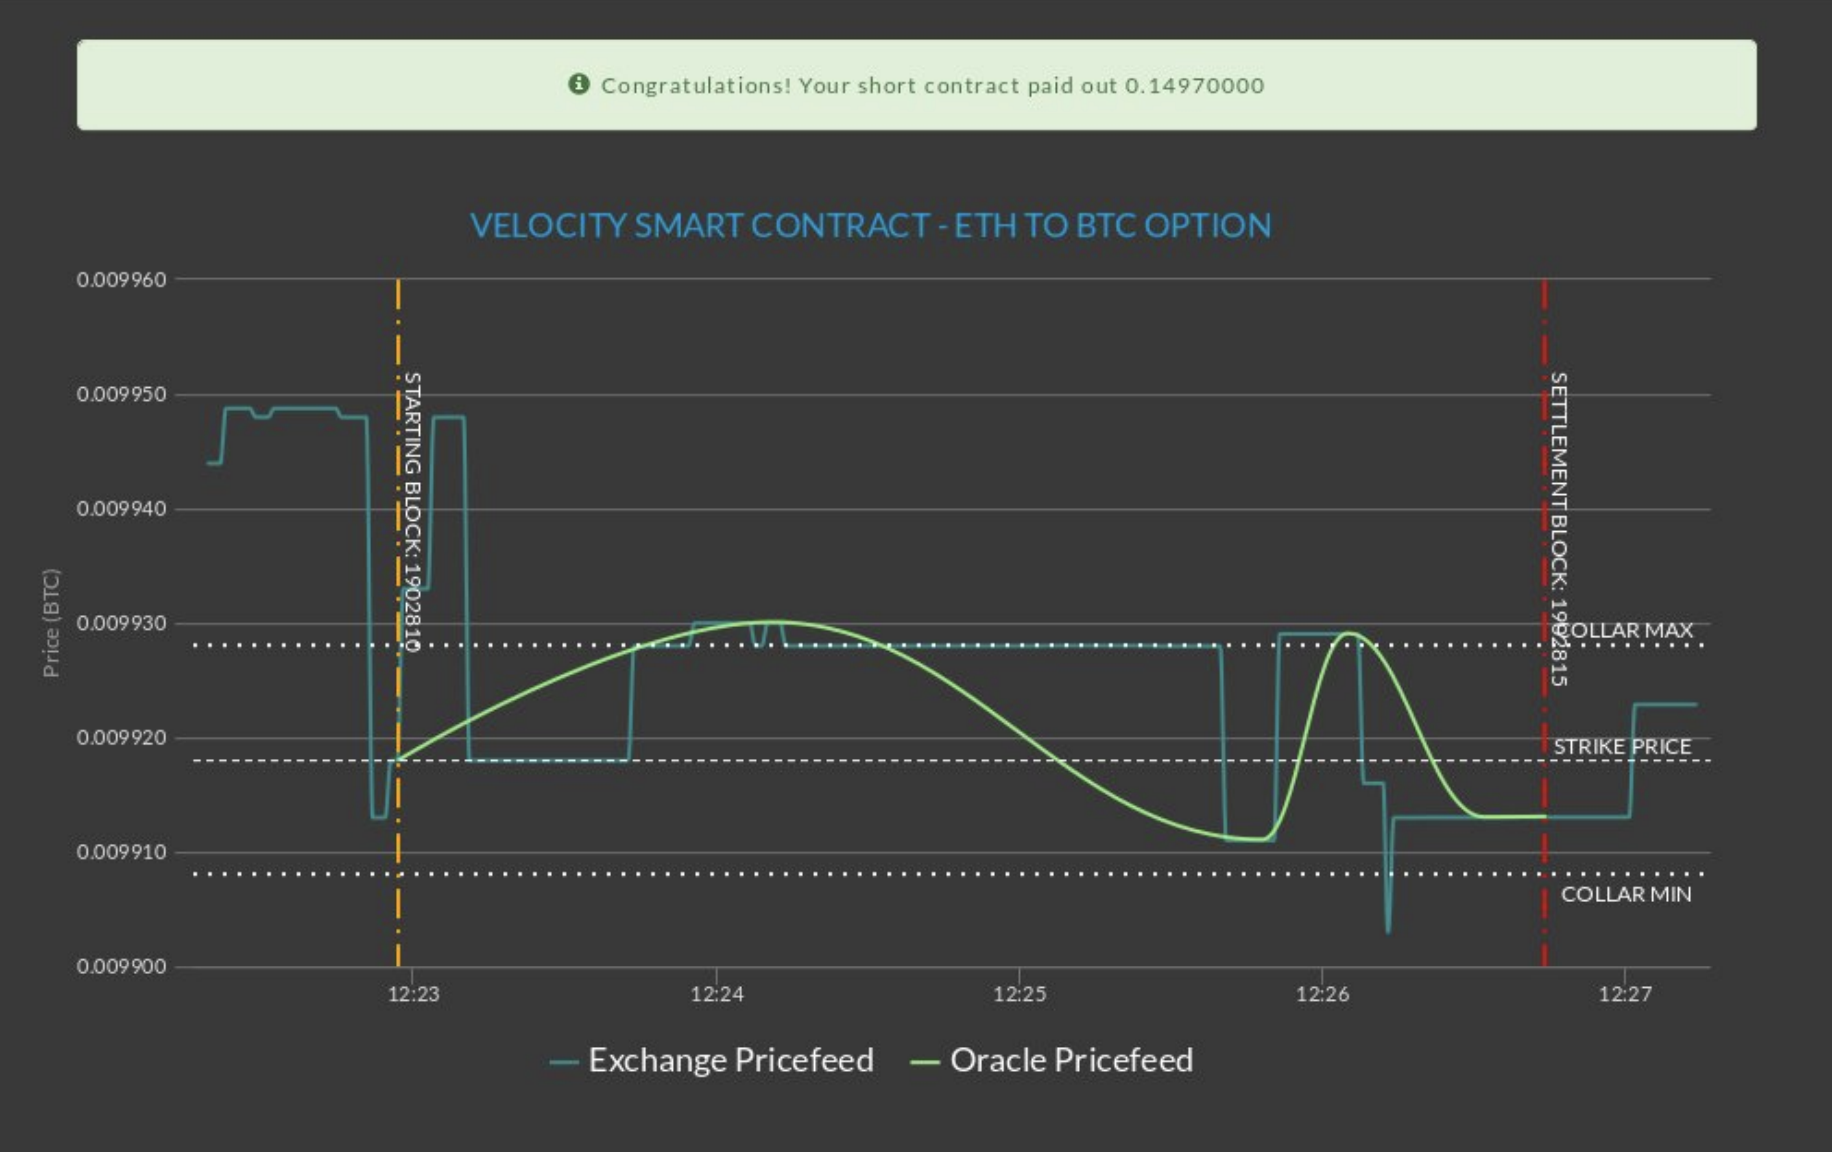 Congratulations! Your short contract paid out 0.14970000
VELOCITY SMART CONTRACT - ETH TO BTC OPTION
Price (BTC)
0.009960
0.009950
0.009940
0.009930
0.009920
0.009910
0.009900
STARTING BLOCK: 1902810
SETTLEMENT BLOCK: 1902815
COLLAR MAX
STRIKE PRICE
COLLAR MIN
12:23
12:24
12:25
12:26
12:27
Exchange Pricefeed
Oracle Pricefeed